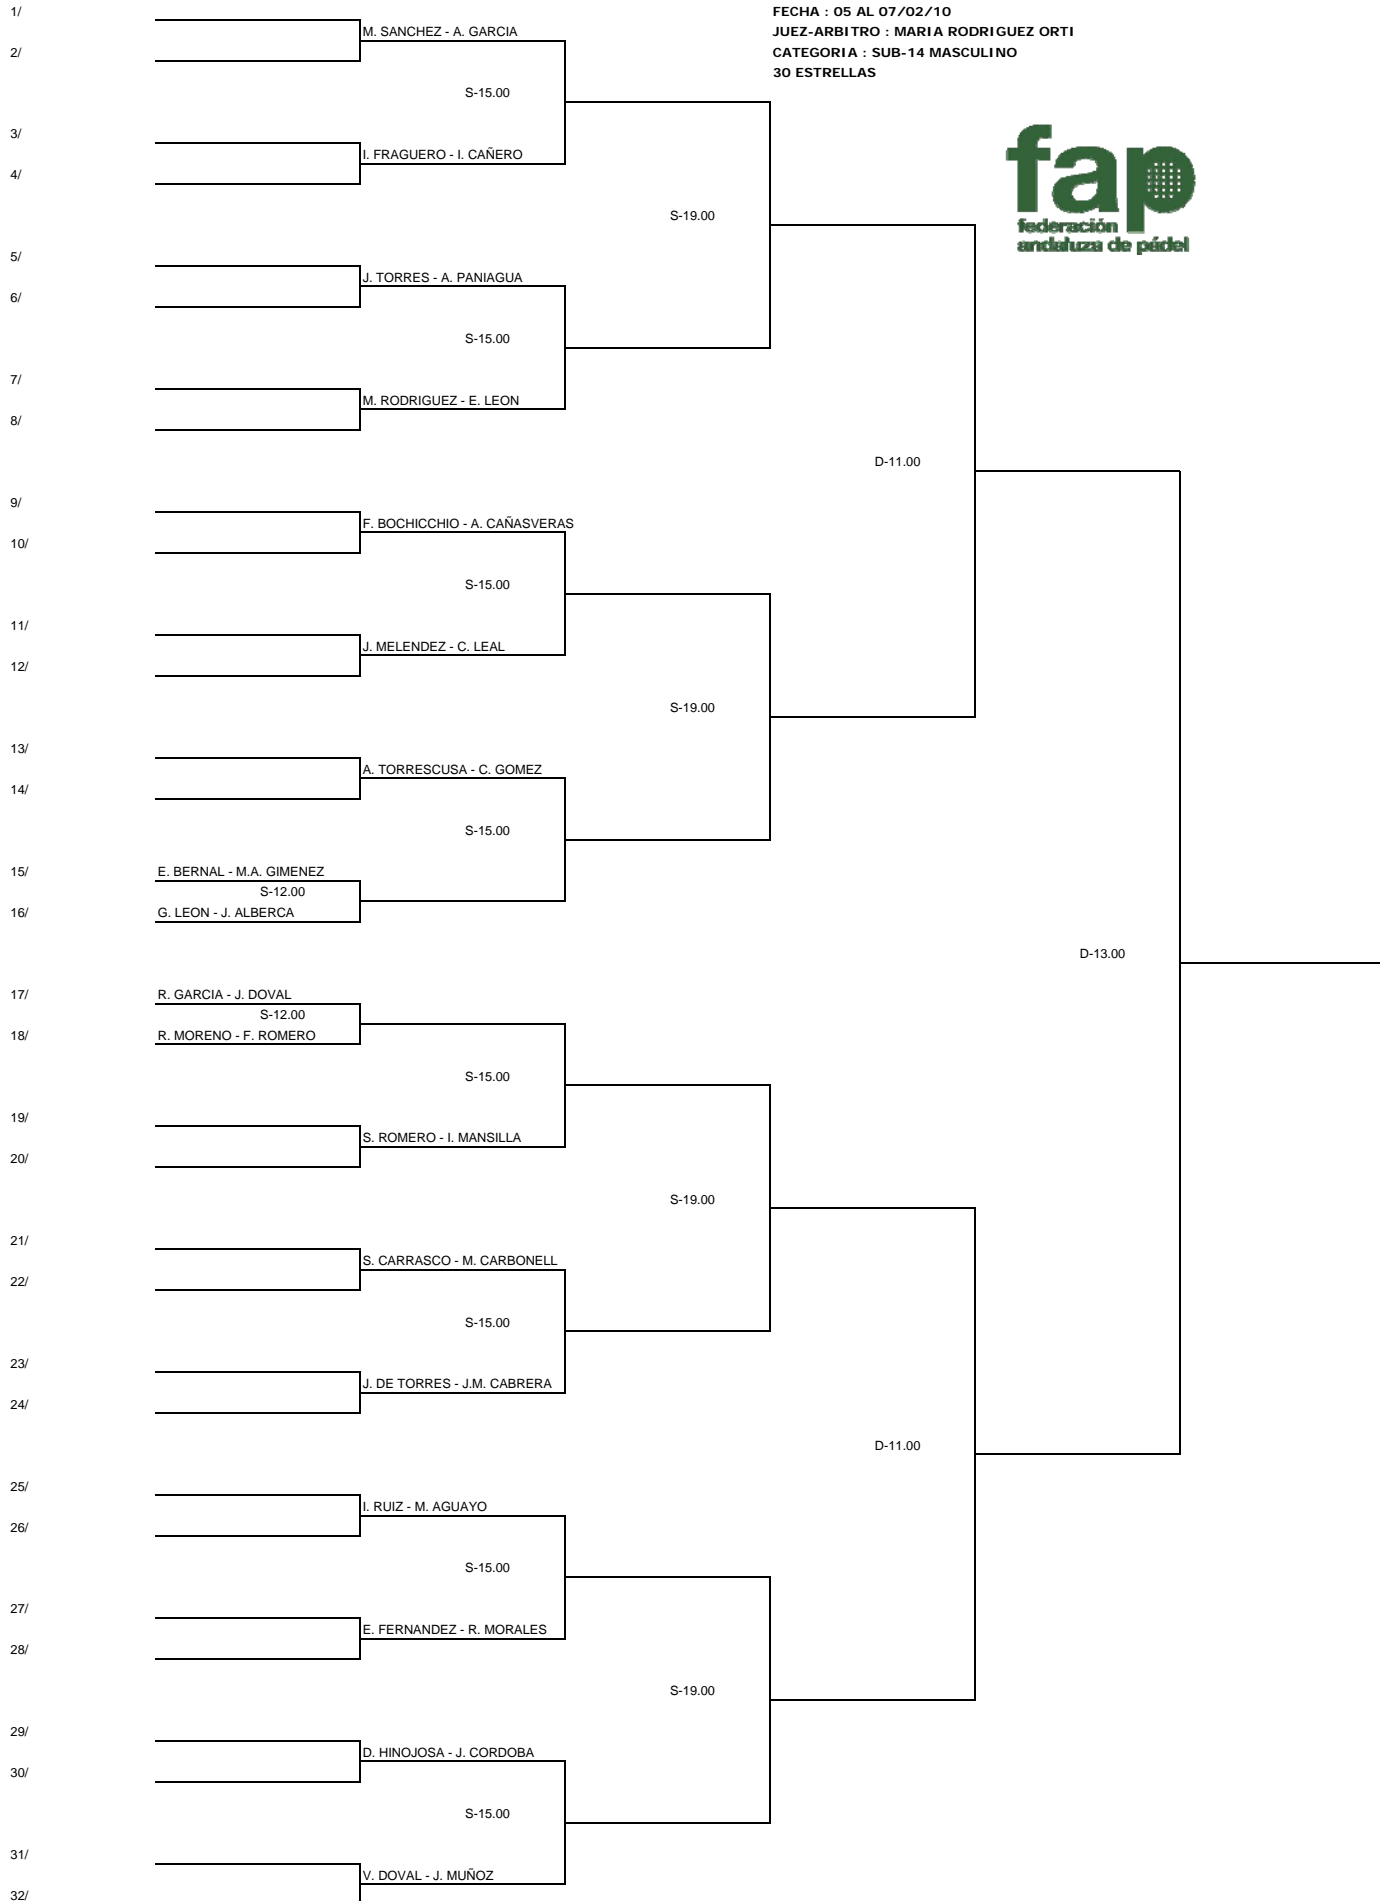 1/
FECHA : 05 AL 07/02/10
M. SANCHEZ - A. GARCIA
JUEZ-ARBITRO : MARIA RODRIGUEZ ORTI
2/
CATEGORIA : SUB-14 MASCULINO
30 ESTRELLAS
S-15.00
3/
I. FRAGUERO - I. CAÑERO
4/
fap
federación
andaluza de pádel
S-19.00
5/
J. TORRES - A. PANIAGUA
6/
S-15.00
7/
M. RODRIGUEZ - E. LEON
8/
D-11.00
9/
F. BOCHICCHIO - A. CAÑASVERAS
10/
S-15.00
11/
J. MELENDEZ - C. LEAL
12/
S-19.00
13/
A. TORRESCUSA - C. GOMEZ
14/
S-15.00
15/ E. BERNAL - M.A. GIMENEZ
S-12.00
16/ G. LEON - J. ALBERCA
D-13.00
17/ R. GARCIA - J. DOVAL
S-12.00
18/ R. MORENO - F. ROMERO
S-15.00
19/
S. ROMERO - I. MANSILLA
20/
S-19.00
21/
S. CARRASCO - M. CARBONELL
22/
S-15.00
23/
J. DE TORRES - J.M. CABRERA
24/
D-11.00
25/
I. RUIZ - M. AGUAYO
26/
S-15.00
27/
E. FERNANDEZ - R. MORALES
28/
S-19.00
29/
D. HINOJOSA - J. CORDOBA
30/
S-15.00
31/
V. DOVAL - J. MUÑOZ
32/